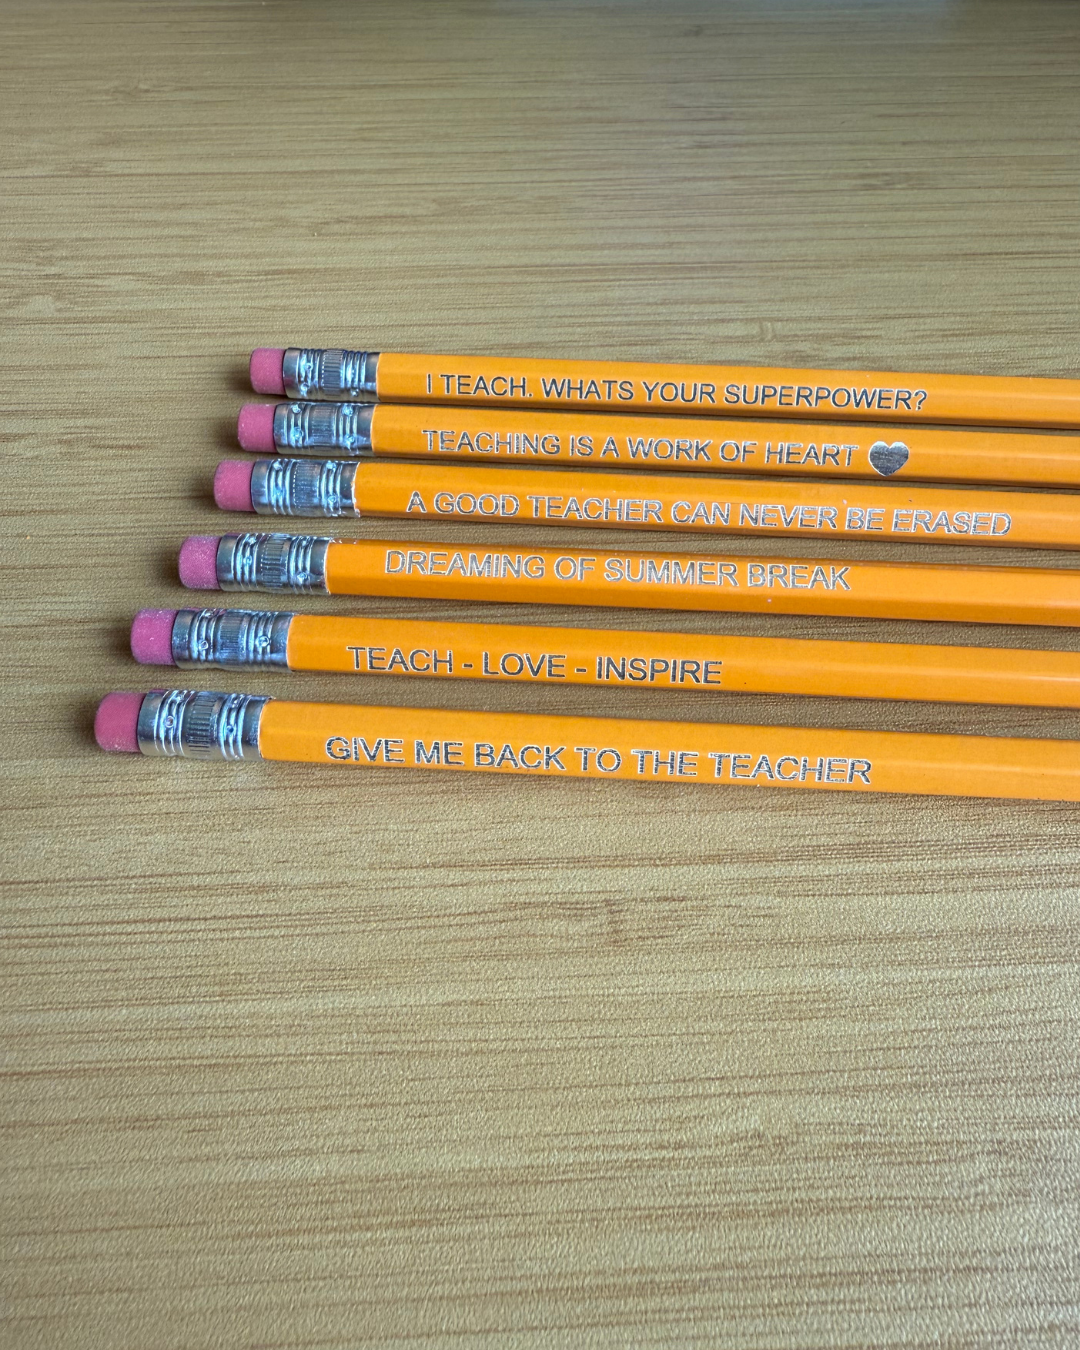 I TEACH. WHATS YOUR SUPERPOWER?
TEACHING IS A WORK OF HEART
A GOOD TEACHER CAN NEVER BE ERASED
DREAMING OF SUMMER BREAK
TEACH - LOVE - INSPIRE
GIVE ME BACK TO THE TEACHER